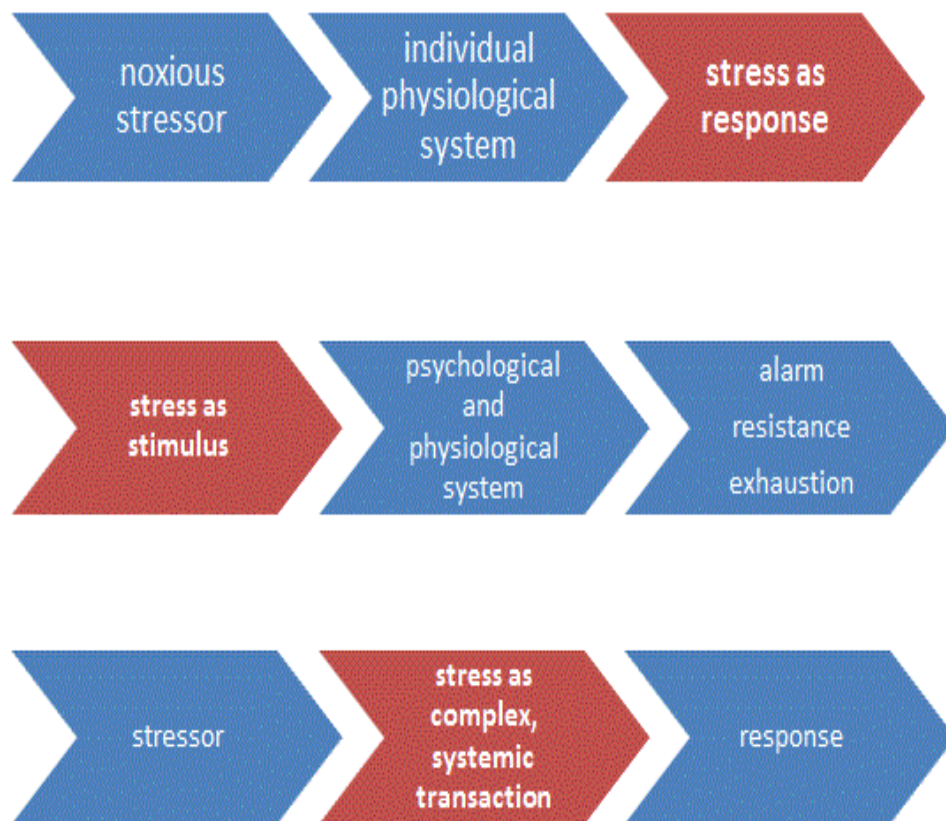 noxious
stressor
individual
physiological
system
stress as
response
stress as
stimulus
psychological
and
physiological
system
alarm
resistance
exhaustion
stressor
stress as
complex,
systemic
transaction
response